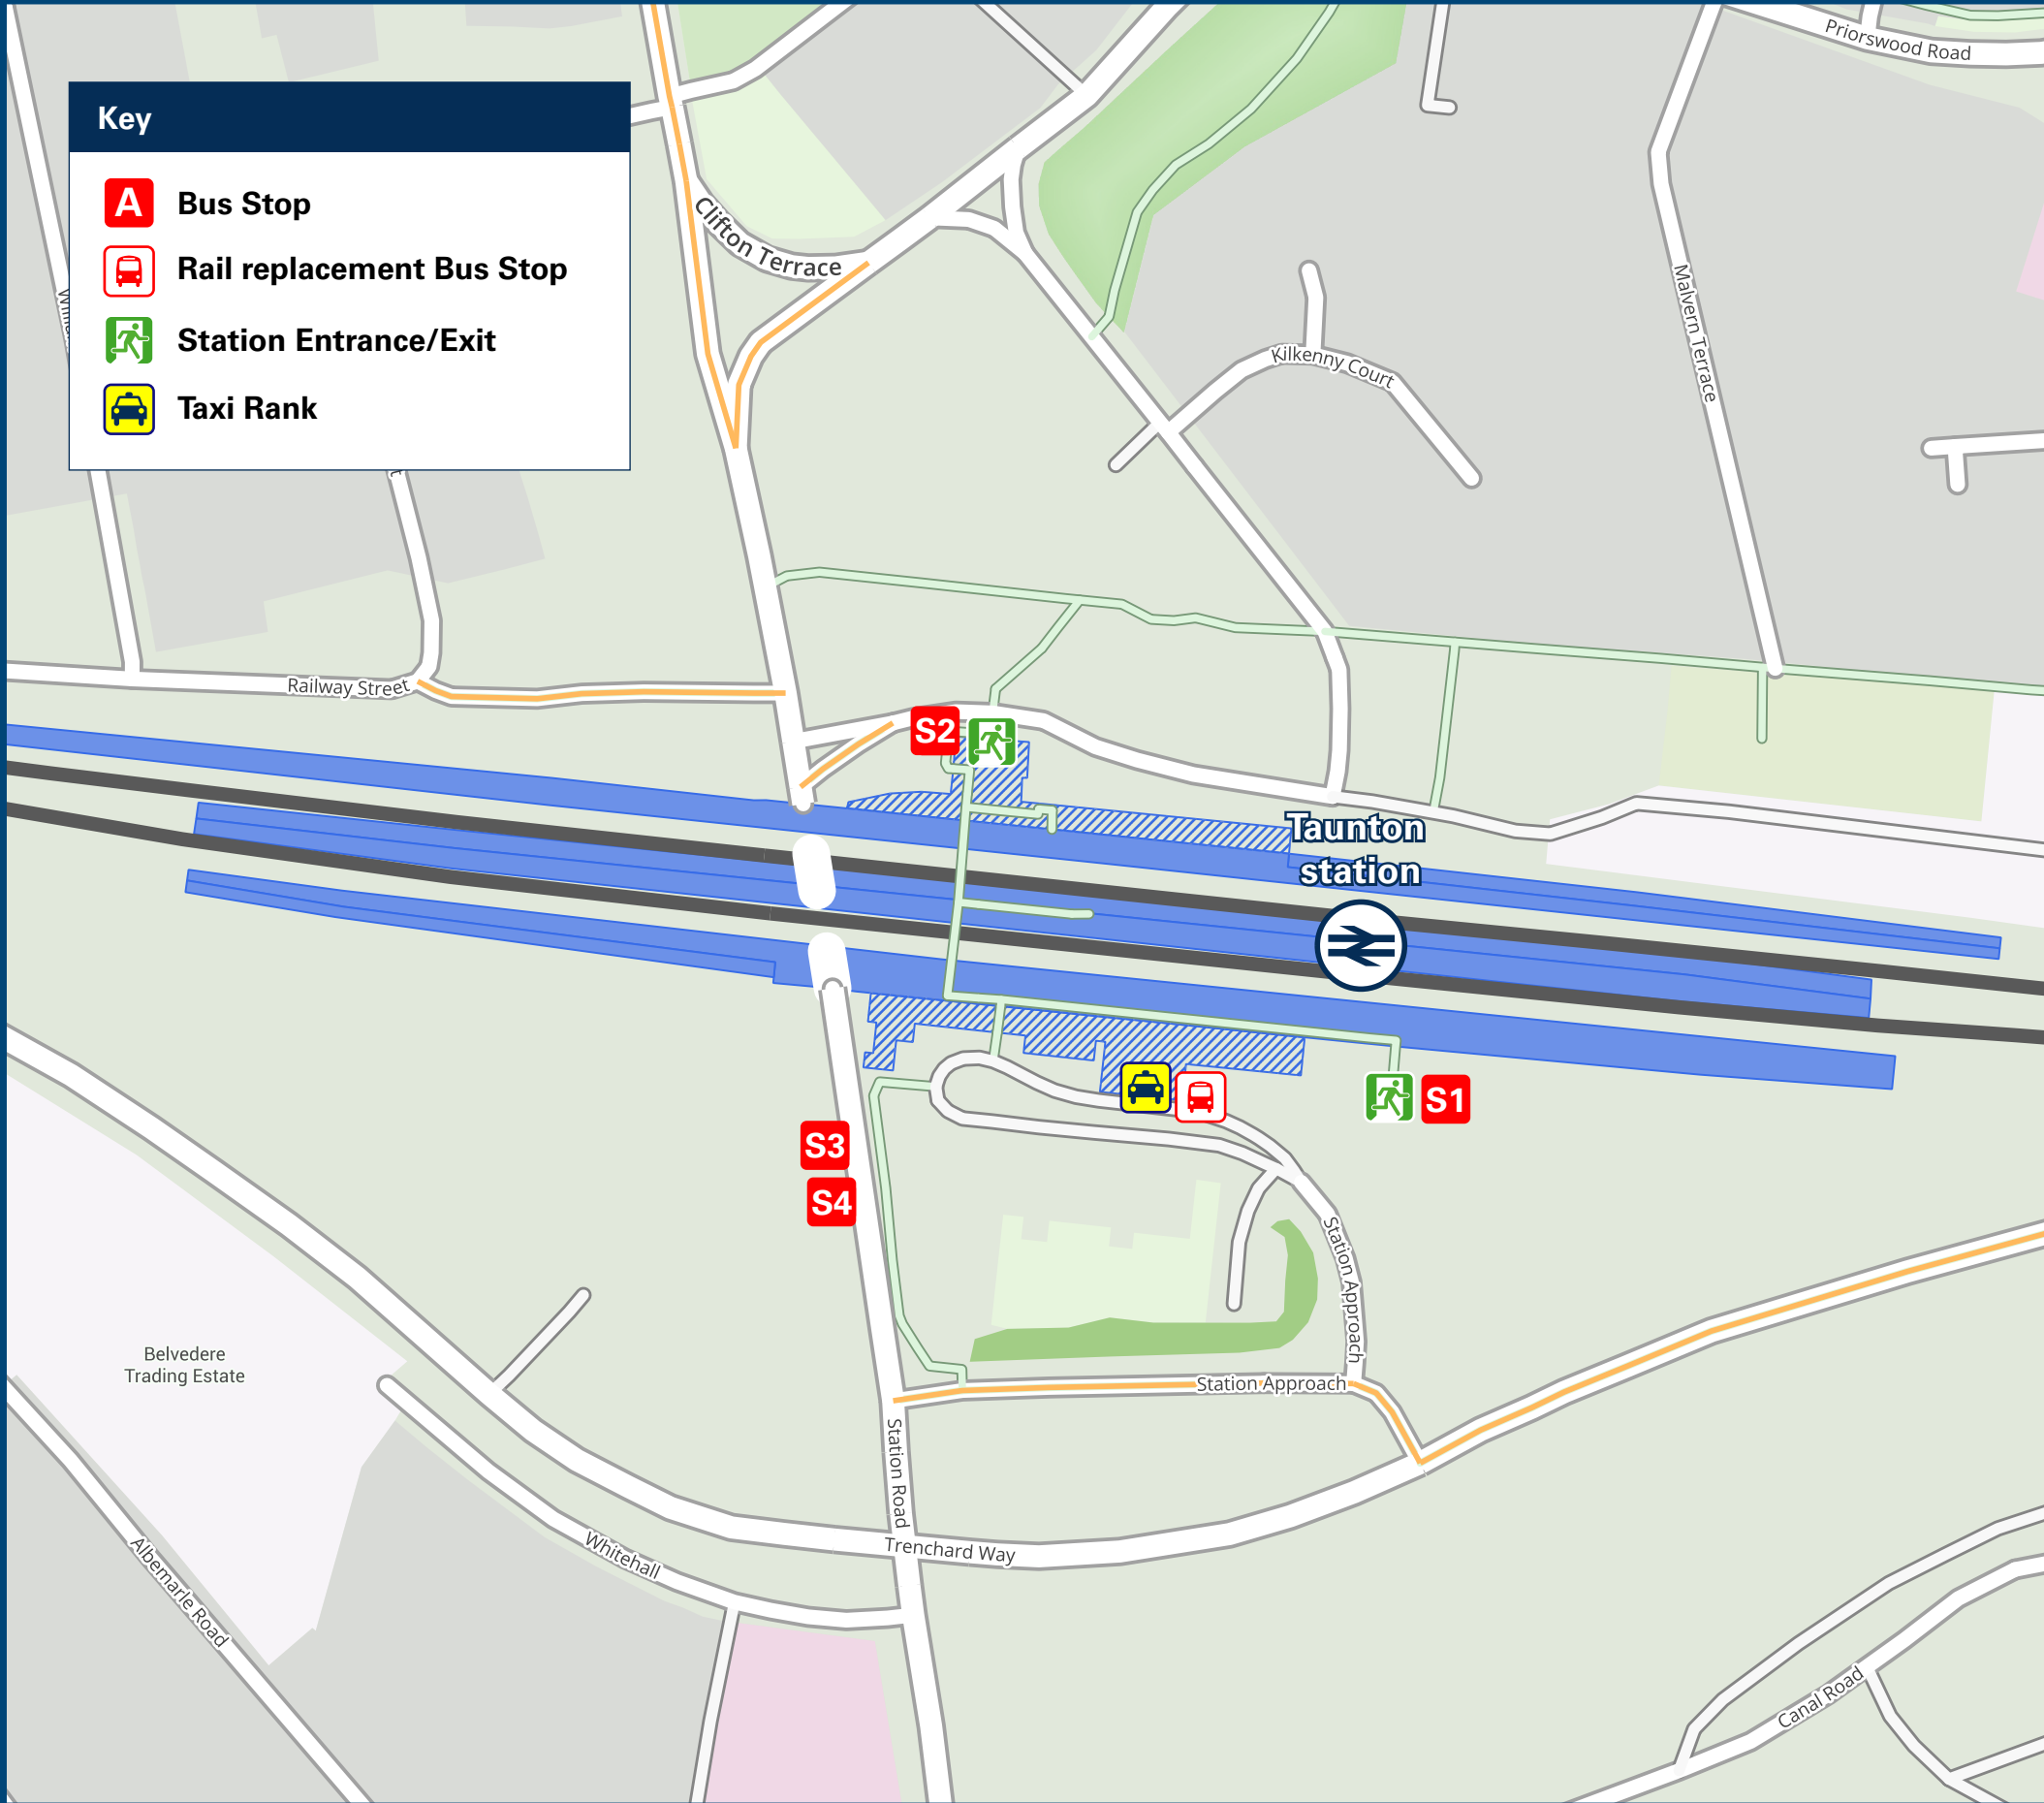 Priorswood Road
Key
A
Bus Stop
Rail replacement Bus Stop
Station Entrance/Exit
Taxi Rank
Clifton Terrace
Malvern Terrace
Kilkenny Court
Railway Street
S2
Taunton
station
S1
S3
S4
Station Approach
Belvedere
Trading Estate
Station Approach
Station Road
Trenchard Way
Whitehall
Albemarle Road
Canal Road